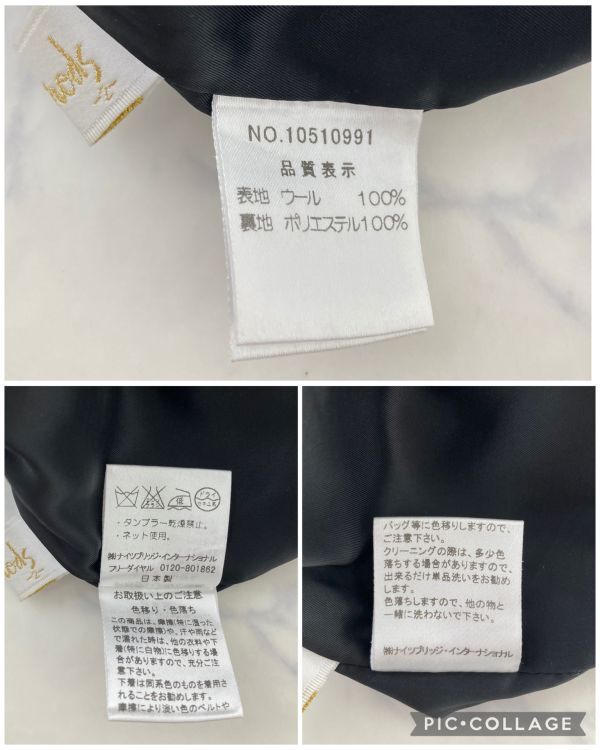 NO.10510991
品質表示
表地 ウール 100%
裏地 ポリエステル100%
低
ドライ
・タンブラー乾燥禁止。
・ネット使用。
㈱ナイツブリッジ・インターナショナル
フリーダイヤル 0120-801862
日本製
お取扱い上のご注意
色移り・色落ち
この商品は、摩擦(特に湿った
状態での摩擦)や、汗や雨など
で濡れた時は、他の衣料や下
着(特に白物)に色移りする場
合がありますので、充分ご注
意下さい。
下着は同系色のものを着用さ
れることをお勧めします。
摩擦により淡い色のベルトや
バッグ等に色移りしますので、
ご注意下さい。
クリーニングの際は、多少色
落ちする場合がありますので、
出来るだけ単品洗いをお勧め
します。
色落ちしますので、他の物と
一緒に洗わないで下さい。
㈱ナイツブリッジ・インターナショナル
PIC•COLLAGE